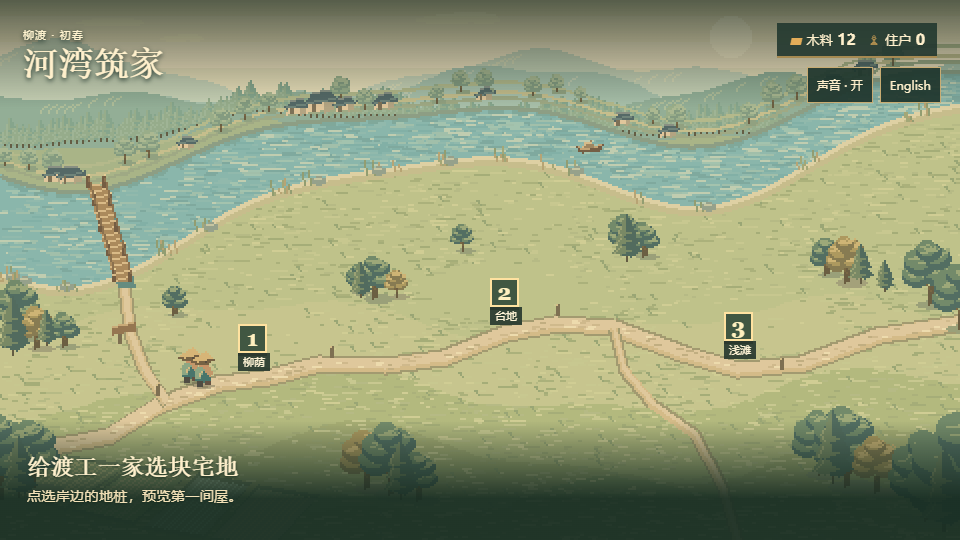 柳渡·初春
河湾筑家
木料 12 住户 0
声音·开 English
1
柳荫
2
台地
3
浅滩
给渡工一家选块宅地
点选岸边的地桩，预览第一间屋。